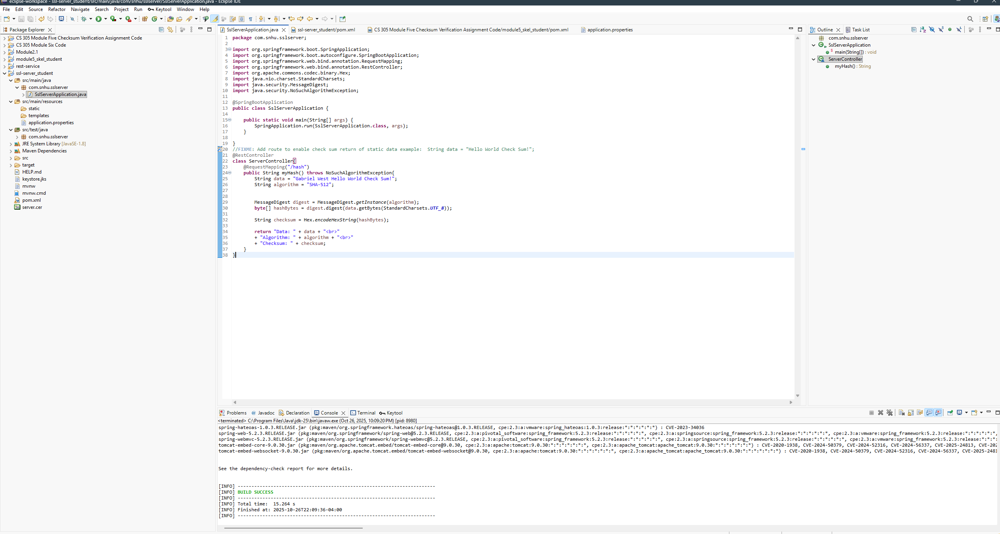 eclipse-workspace - ssl-server_student/src/main/java/com/snhu/sslserver/SslServerApplication.java - Eclipse IDE
File Edit Source Refactor Navigate Search Project Run Keytool Window Help
Package Explorer
CS 305 Module Five Checksum Verification Assignment Code
CS 305 Module Six Code
Module2.1
module5_skel_student
rest-service
ssl-server_student
src/main/java
com.snhu.sslserver
SslServerApplication.java
src/main/resources
static
templates
application.properties
src/test/java
com.snhu.sslserver
JRE System Library [JavaSE-1.8]
Maven Dependencies
src
target
HELP.md
keystore.jks
mvnw
mvnw.cmd
pom.xml
server.cer
SslServerApplication.java ssl-server_student/pom.xml CS 305 Module Five Checksum Verification Assignment Code/module5_skel_student/pom.xml application.properties
1 package com.snhu.sslserver;
2
3 import org.springframework.boot.SpringApplication;
4 import org.springframework.boot.autoconfigure.SpringBootApplication;
5 import org.springframework.web.bind.annotation.RequestMapping;
6 import org.springframework.web.bind.annotation.RestController;
7 import org.apache.commons.codec.binary.Hex;
8 import java.nio.charset.StandardCharsets;
9 import java.security.MessageDigest;
10 import java.security.NoSuchAlgorithmException;
11
12 @SpringBootApplication
13 public class SslServerApplication {
14
15 public static void main(String[] args) {
16 SpringApplication.run(SslServerApplication.class, args);
17 }
18
19 }
20 //FIXME: Add route to enable check sum return of static data example:  String data = "Hello World Check Sum!";
21 @RestController
22 class ServerController{
23 @RequestMapping("/hash")
24 public String myHash() throws NoSuchAlgorithmException{
25 String data = "Gabriel West Hello World Check Sum!";
26 String algorithm = "SHA-512";
27
28
29 MessageDigest digest = MessageDigest.getInstance(algorithm);
30 byte[] hashBytes = digest.digest(data.getBytes(StandardCharsets.UTF_8));
31
32 String checksum = Hex.encodeHexString(hashBytes);
33
34 return "Data: " + data + "<br>"
35 + "Algorithm: " + algorithm + "<br>"
36 + "Checksum: " + checksum;
37 }
38 }
Outline Task List
com.snhu.sslserver
SslServerApplication
S main(String[]) : void
ServerController
myHash() : String
Problems Javadoc Declaration Console Terminal Keytool
<terminated> C:\Program Files\Java\jdk-25\bin\javaw.exe (Oct 26, 2025, 10:09:20 PM) [pid: 8980]
spring-hateoas-1.0.3.RELEASE.jar (pkg:maven/org.springframework.hateoas/spring-hateoas@1.0.3.RELEASE, cpe:2.3:a:vmware:spring_hateoas:1.0.3:release:*:*:*:*:*:*) : CVE-2023-34036
spring-web-5.2.3.RELEASE.jar (pkg:maven/org.springframework/spring-web@5.2.3.RELEASE, cpe:2.3:a:pivotal_software:spring_framework:5.2.3:release:*:*:*:*:*:*, cpe:2.3:a:springsource:spring_framework:5.2.3:release:*:*:*:*:*:*, cpe:2.3:a:vmware:spring_framework:5.2.3:release:*:*:*:*:*:*,
spring-webmvc-5.2.3.RELEASE.jar (pkg:maven/org.springframework/spring-webmvc@5.2.3.RELEASE, cpe:2.3:a:pivotal_software:spring_framework:5.2.3:release:*:*:*:*:*:*, cpe:2.3:a:springsource:spring_framework:5.2.3:release:*:*:*:*:*:*, cpe:2.3:a:vmware:spring_framework:5.2.3:release:*:*:
tomcat-embed-core-9.0.30.jar (pkg:maven/org.apache.tomcat.embed/tomcat-embed-core@9.0.30, cpe:2.3:a:apache:tomcat:9.0.30:*:*:*:*:*:*:*, cpe:2.3:a:apache_tomcat:apache_tomcat:9.0.30:*:*:*:*:*:*:*) : CVE-2020-1938, CVE-2024-50379, CVE-2024-52316, CVE-2024-56337, CVE-2025-24813, CVE-202
tomcat-embed-websocket-9.0.30.jar (pkg:maven/org.apache.tomcat.embed/tomcat-embed-websocket@9.0.30, cpe:2.3:a:apache:tomcat:9.0.30:*:*:*:*:*:*:*, cpe:2.3:a:apache_tomcat:apache_tomcat:9.0.30:*:*:*:*:*:*:*) : CVE-2020-1938, CVE-2024-50379, CVE-2024-52316, CVE-2024-56337, CVE-2025-2481
See the dependency-check report for more details.
[INFO] ------------------------------------------------------------------------
[INFO] BUILD SUCCESS
[INFO] ------------------------------------------------------------------------
[INFO] Total time:  15.264 s
[INFO] Finished at: 2025-10-26T22:09:36-04:00
[INFO] ------------------------------------------------------------------------